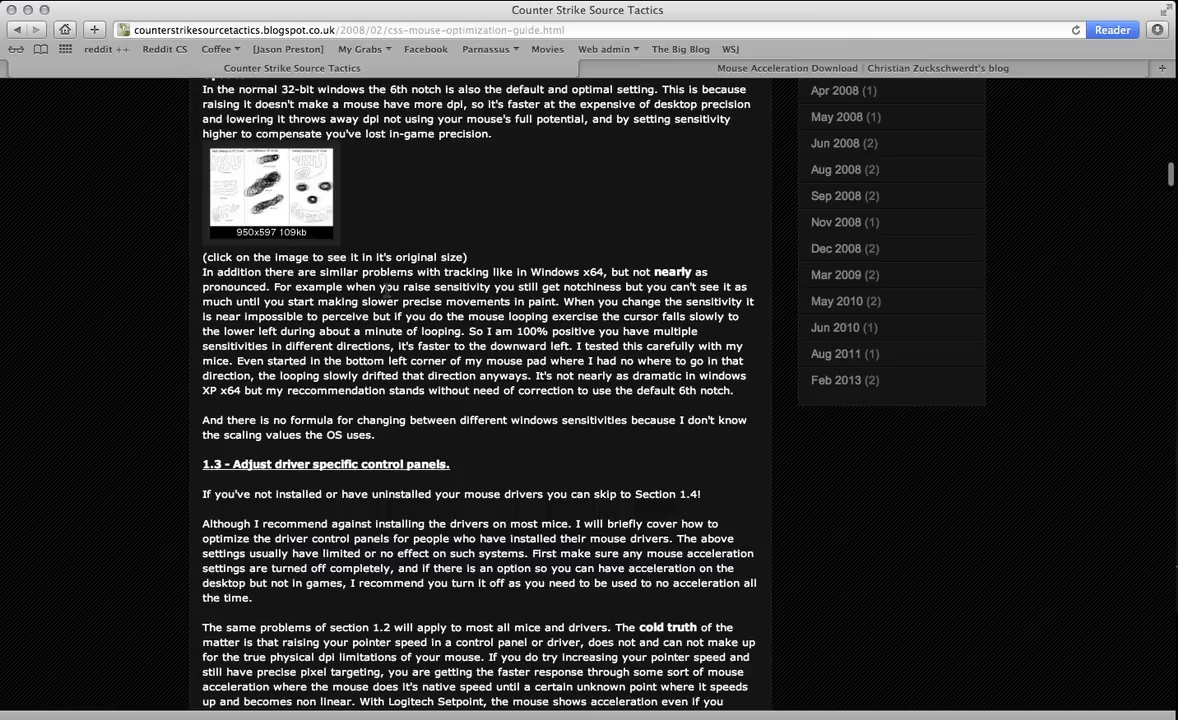 Counter Strike Source Tactics
counterstrikesourcetactics.blogspot.co.uk/2008/02/css-mouse-optimization-guide.html
Reader
reddit ++ Reddit CS Coffee [Jason Preston] My Grabs Facebook Parnassus Movies Web admin The Big Blog WSJ
Counter Strike Source Tactics
Mouse Acceleration Download | Christian Zuckschwerdt's blog
In the normal 32-bit windows the 6th notch is also the default and optimal setting. This is because
raising it doesn't make a mouse have more dpi, so it's faster at the expensive of desktop precision
and lowering it throws away dpi not using your mouse's full potential, and by setting sensitivity
higher to compensate you've lost in-game precision.
950x597 109kb
(click on the image to see it in it's original size)
In addition there are similar problems with tracking like in Windows x64, but not nearly as
pronounced. For example when you raise sensitivity you still get notchiness but you can't see it as
much until you start making slower precise movements in paint. When you change the sensitivity it
is near impossible to perceive but if you do the mouse looping exercise the cursor falls slowly to
the lower left during about a minute of looping. So I am 100% positive you have multiple
sensitivities in different directions, it's faster to the downward left. I tested this carefully with my
mice. Even started in the bottom left corner of my mouse pad where I had no where to go in that
direction, the looping slowly drifted that direction anyways. It's not nearly as dramatic in windows
XP x64 but my reccommendation stands without need of correction to use the default 6th notch.
And there is no formula for changing between different windows sensitivities because I don't know
the scaling values the OS uses.
1.3 - Adjust driver specific control panels.
If you've not installed or have uninstalled your mouse drivers you can skip to Section 1.4!
Although I recommend against installing the drivers on most mice. I will briefly cover how to
optimize the driver control panels for people who have installed their mouse drivers. The above
settings usually have limited or no effect on such systems. First make sure any mouse acceleration
settings are turned off completely, and if there is an option so you can have acceleration on the
desktop but not in games, I recommend you turn it off as you need to be used to no acceleration all
the time.
The same problems of section 1.2 will apply to most all mice and drivers. The cold truth of the
matter is that raising your pointer speed in a control panel or driver, does not and can not make up
for the true physical dpi limitations of your mouse. If you do try increasing your pointer speed and
still have precise pixel targeting, you are getting the faster response through some sort of mouse
acceleration where the mouse does it's native speed until a certain unknown point where it speeds
up and becomes non linear. With Logitech Setpoint, the mouse shows acceleration even if you
Apr 2008 (1)
May 2008 (1)
Jun 2008 (2)
Aug 2008 (2)
Sep 2008 (2)
Nov 2008 (1)
Dec 2008 (2)
Mar 2009 (2)
May 2010 (2)
Jun 2010 (1)
Aug 2011 (1)
Feb 2013 (2)